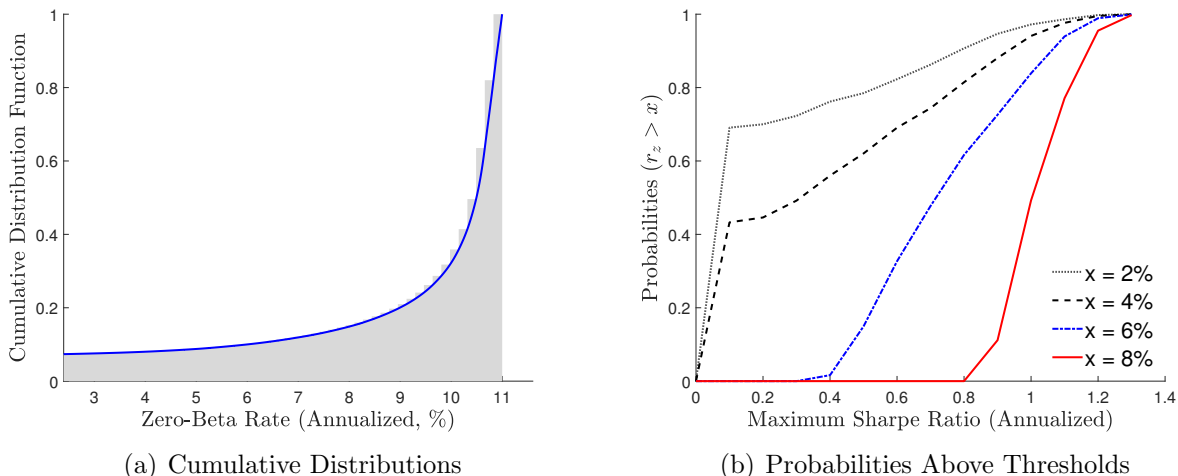 Cumulative Distribution Function
1
0.8
0.6
0.4
0.2
0
3 4 5 6 7 8 9 10 11
Zero-Beta Rate (Annualized, %)
(a) Cumulative Distributions
Probabilities (r_z > x)
1
0.8
0.6
0.4
0.2
0
x = 2%
x = 4%
x = 6%
x = 8%
0 0.2 0.4 0.6 0.8 1 1.2 1.4
Maximum Sharpe Ratio (Annualized)
(b) Probabilities Above Thresholds